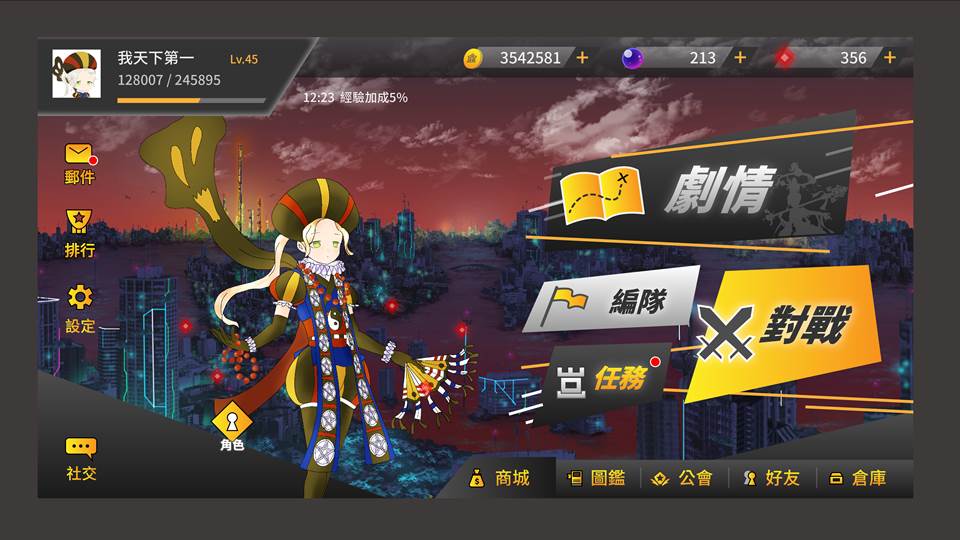 我天下第一 Lv.45
128007 / 245895
3542581 + 213 + 356 +
12:23 經驗加成5%
郵件
劇情
排行
設定
編隊
對戰
任務
角色
社交
商城 圖鑑 公會 好友 倉庫